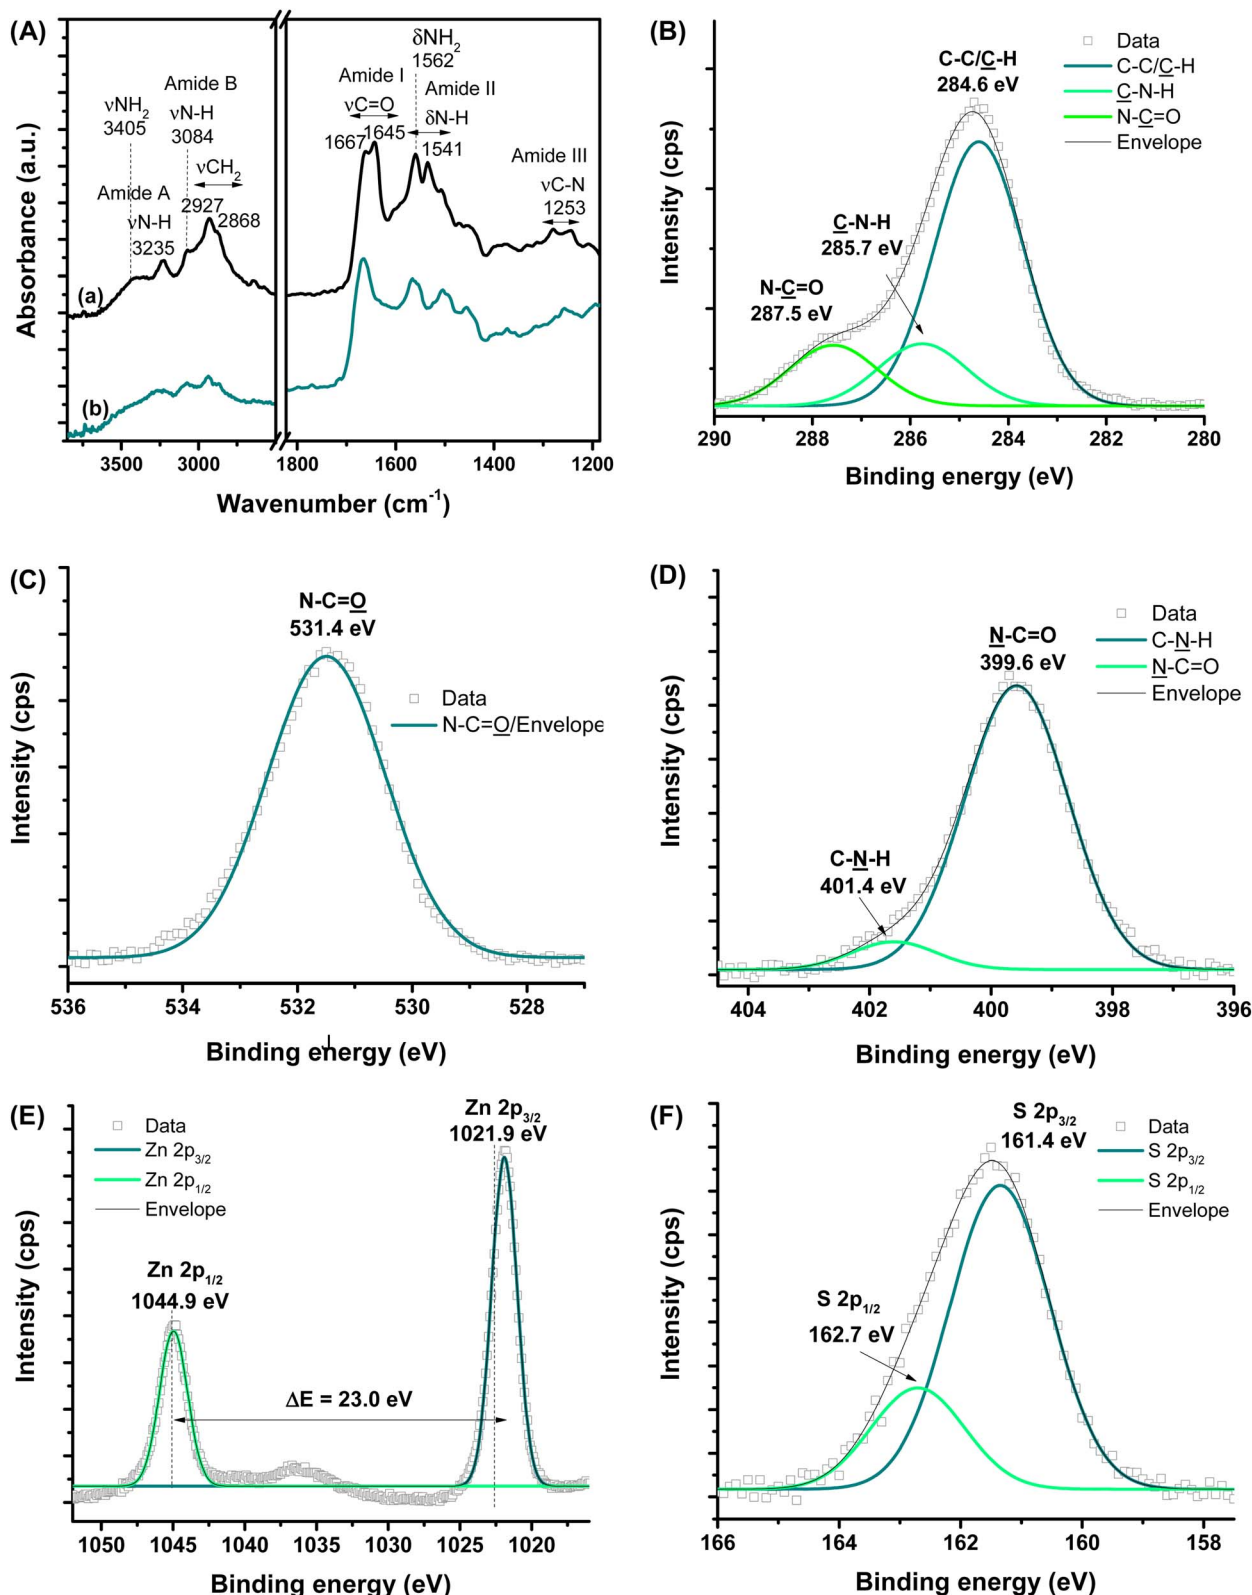 (A)
δNH2
1562
Amide I
Amide II
Amide B
νNH2
3405
νN-H
3084
νC=O
δN-H
1667
1645
1541
Amide III
νC-N
1253
νCH2
Amide A
2927
2868
νN-H
3235
(a)
(b)
Absorbance (a.u.)
3500 3000 1800 1600 1400 1200
Wavenumber (cm-1)
(B)
C-C/C-H
284.6 eV
Data
C-C/C-H
C-N-H
N-C=O
Envelope
C-N-H
285.7 eV
N-C=O
287.5 eV
Intensity (cps)
290 288 286 284 282 280
Binding energy (eV)
(C)
N-C=O
531.4 eV
Data
N-C=O/Envelope
Intensity (cps)
536 534 532 530 528
Binding energy (eV)
(D)
N-C=O
399.6 eV
Data
C-N-H
N-C=O
Envelope
C-N-H
401.4 eV
Intensity (cps)
404 402 400 398 396
Binding energy (eV)
(E)
Data
Zn 2p3/2
Zn 2p1/2
Envelope
Zn 2p3/2
1021.9 eV
Zn 2p1/2
1044.9 eV
ΔE = 23.0 eV
Intensity (cps)
1050 1045 1040 1035 1030 1025 1020
Binding energy (eV)
(F)
S 2p3/2
161.4 eV
Data
S 2p3/2
S 2p1/2
Envelope
S 2p1/2
162.7 eV
Intensity (cps)
166 164 162 160 158
Binding energy (eV)